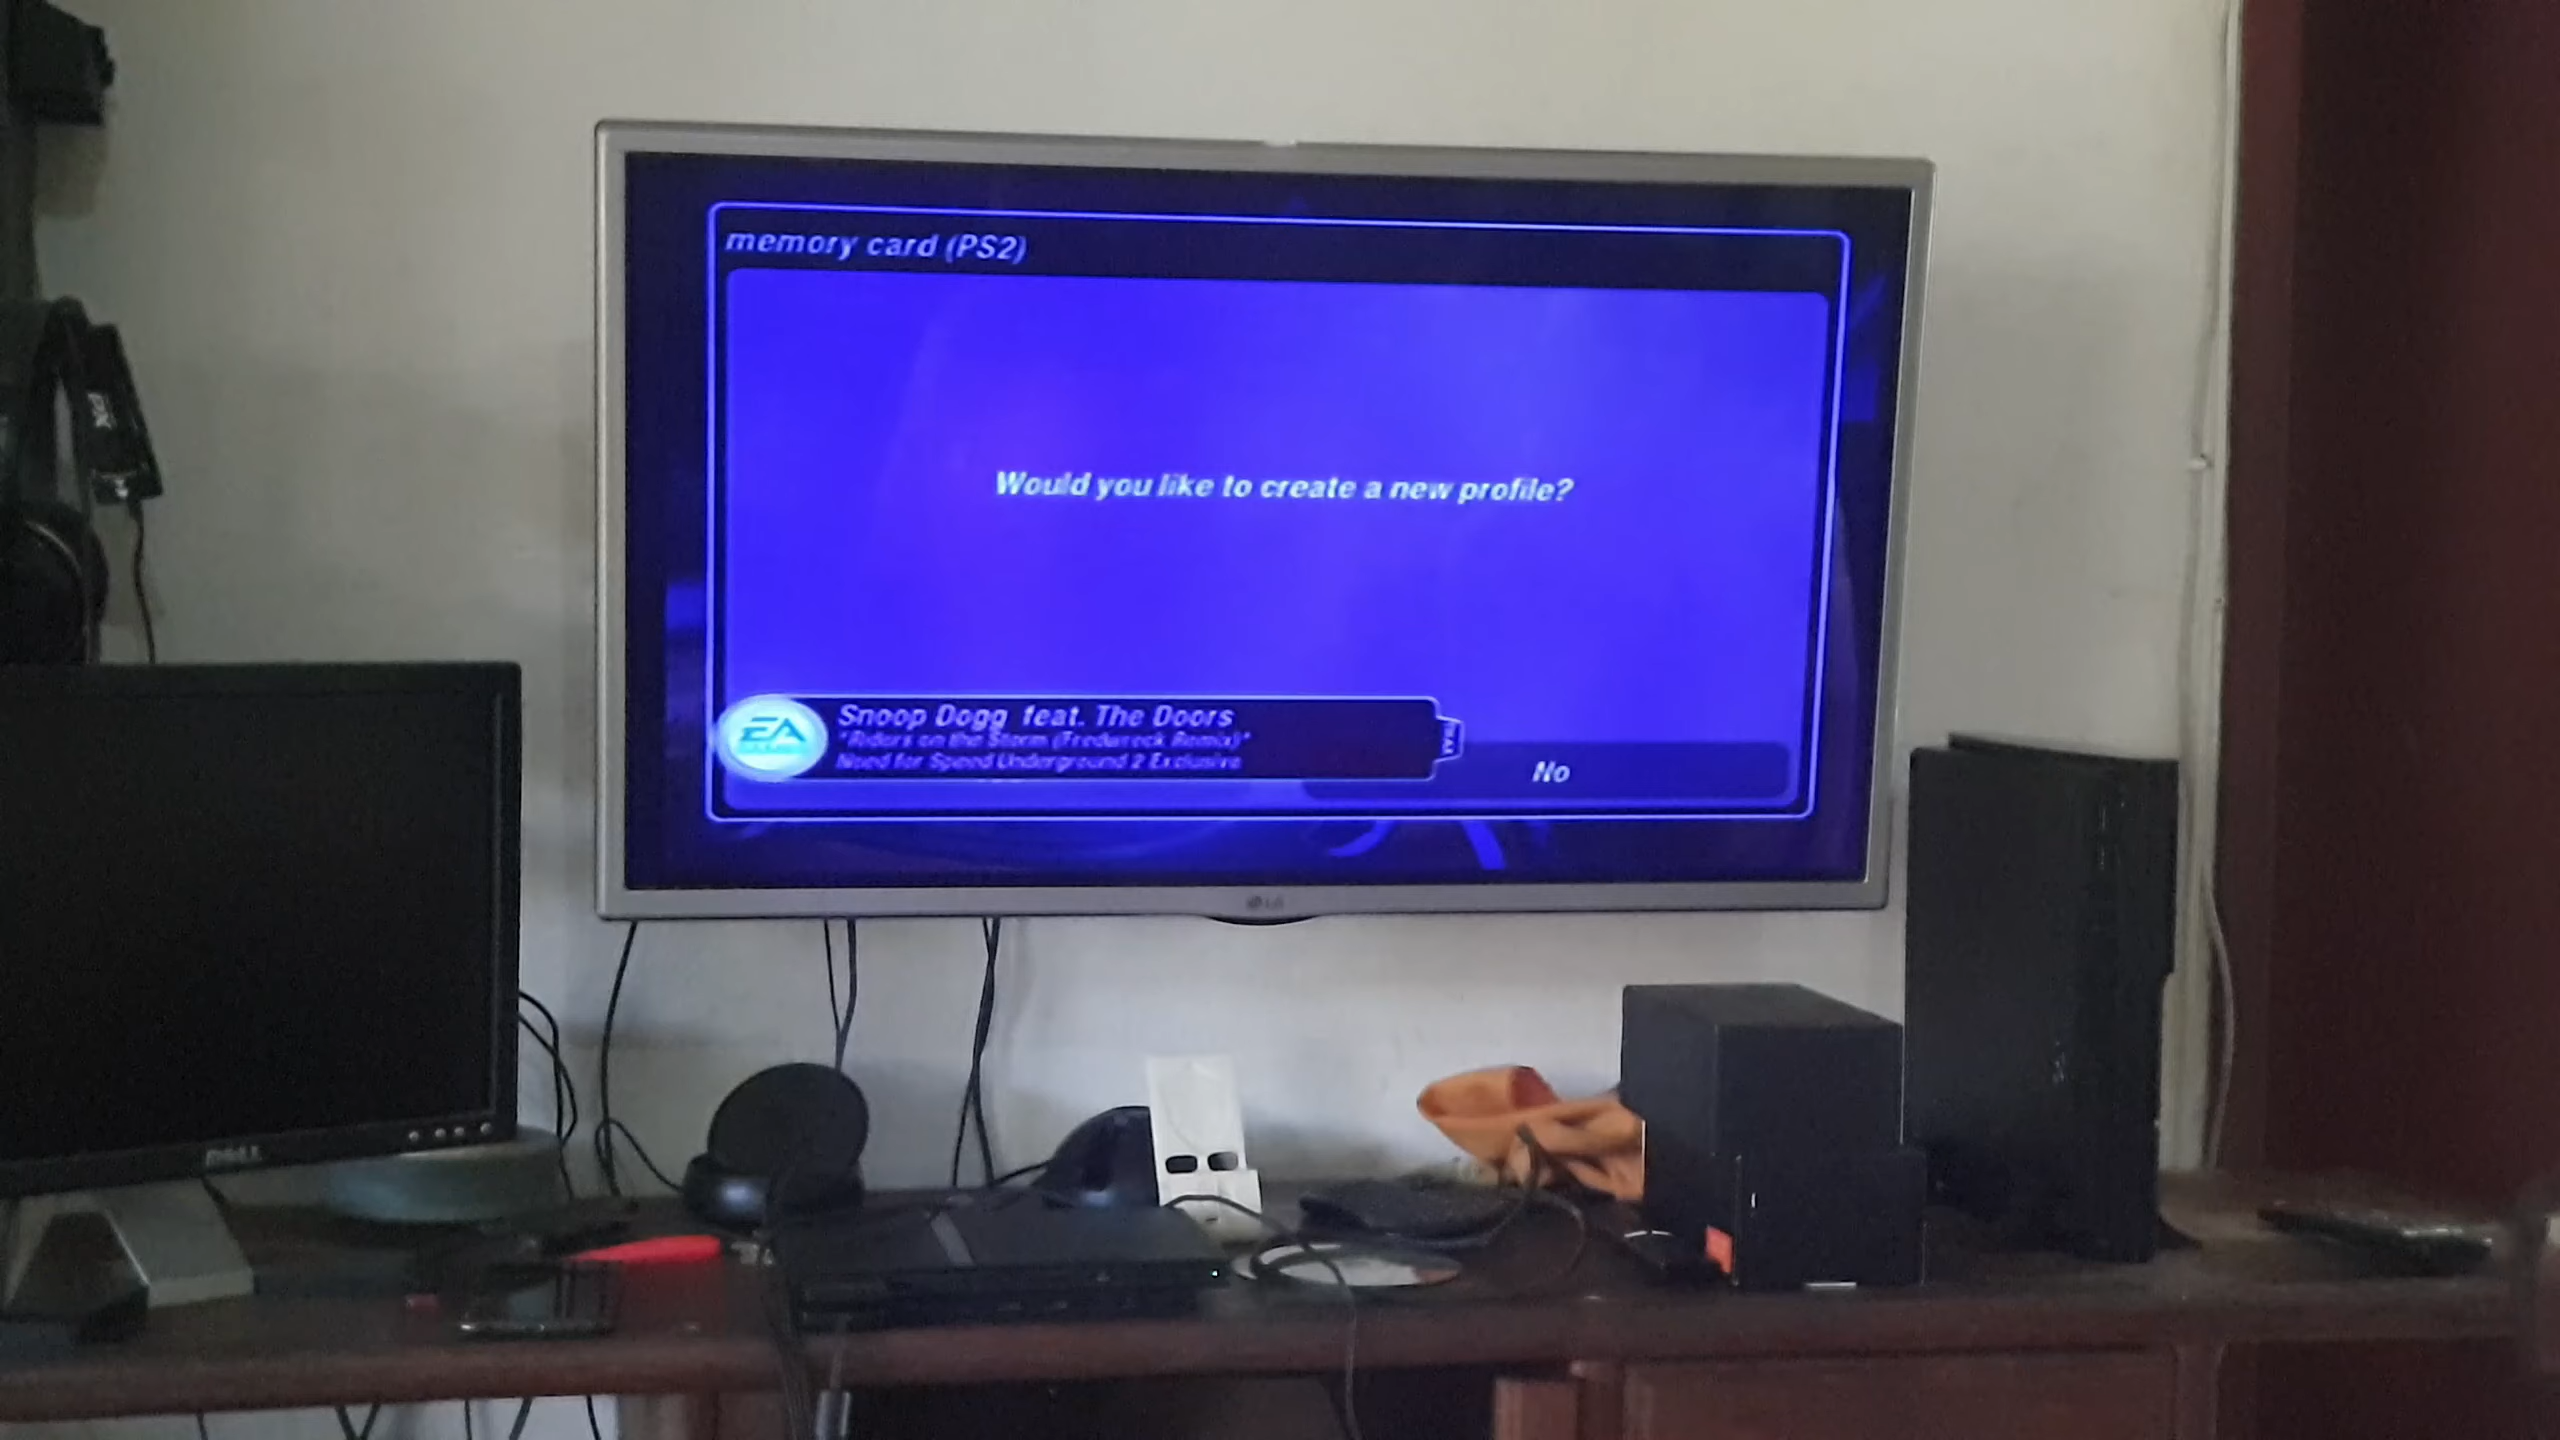 memory card (PS2)
Would you like to create a new profile?
EA
Snoop Dogg feat. The Doors
"Riders on the Storm (Fredwreck Remix)"
Need for Speed Underground 2 Exclusive
No
LG
DELL